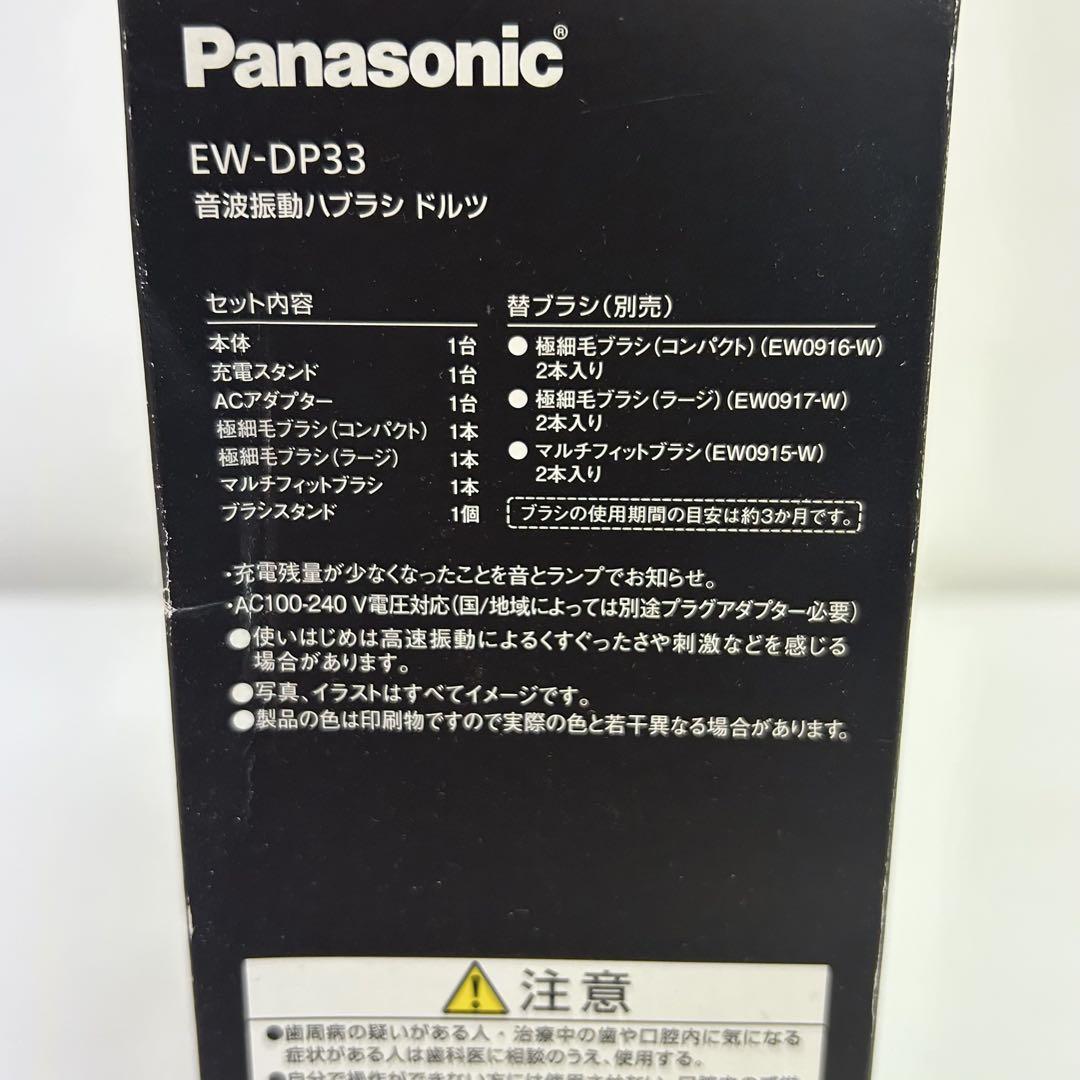 Panasonic®
EW-DP33
音波振動ハブラシ ドルツ
セット内容
本体 1台
充電スタンド 1台
ACアダプター 1台
極細毛ブラシ(コンパクト) 1本
極細毛ブラシ(ラージ) 1本
マルチフィットブラシ 1本
ブラシスタンド 1個
替ブラシ(別売)
●極細毛ブラシ(コンパクト)(EW0916-W)
2本入り
●極細毛ブラシ(ラージ)(EW0917-W)
2本入り
●マルチフィットブラシ(EW0915-W)
2本入り
ブラシの使用期間の目安は約3か月です。
・充電残量が少なくなったことを音とランプでお知らせ。
・AC100-240 V電圧対応(国/地域によっては別途プラグアダプター必要)
●使いはじめは高速振動によるくすぐったさや刺激などを感じる
場合があります。
●写真、イラストはすべてイメージです。
●製品の色は印刷物ですので実際の色と若干異なる場合があります。
注意
●歯周病の疑いがある人・治療中の歯や口腔内に気になる
症状がある人は歯科医に相談のうえ、使用する。